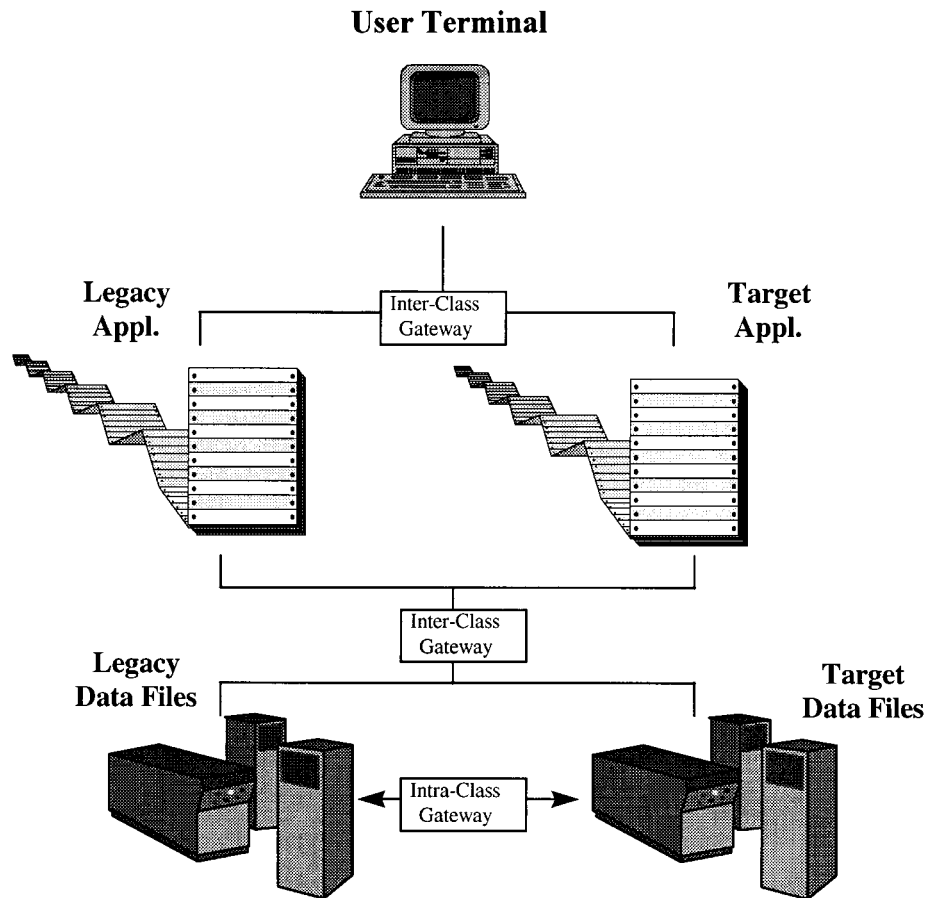 User Terminal
Inter-Class
Gateway
Legacy
Appl.
Target
Appl.
Inter-Class
Gateway
Legacy
Data Files
Target
Data Files
Intra-Class
Gateway